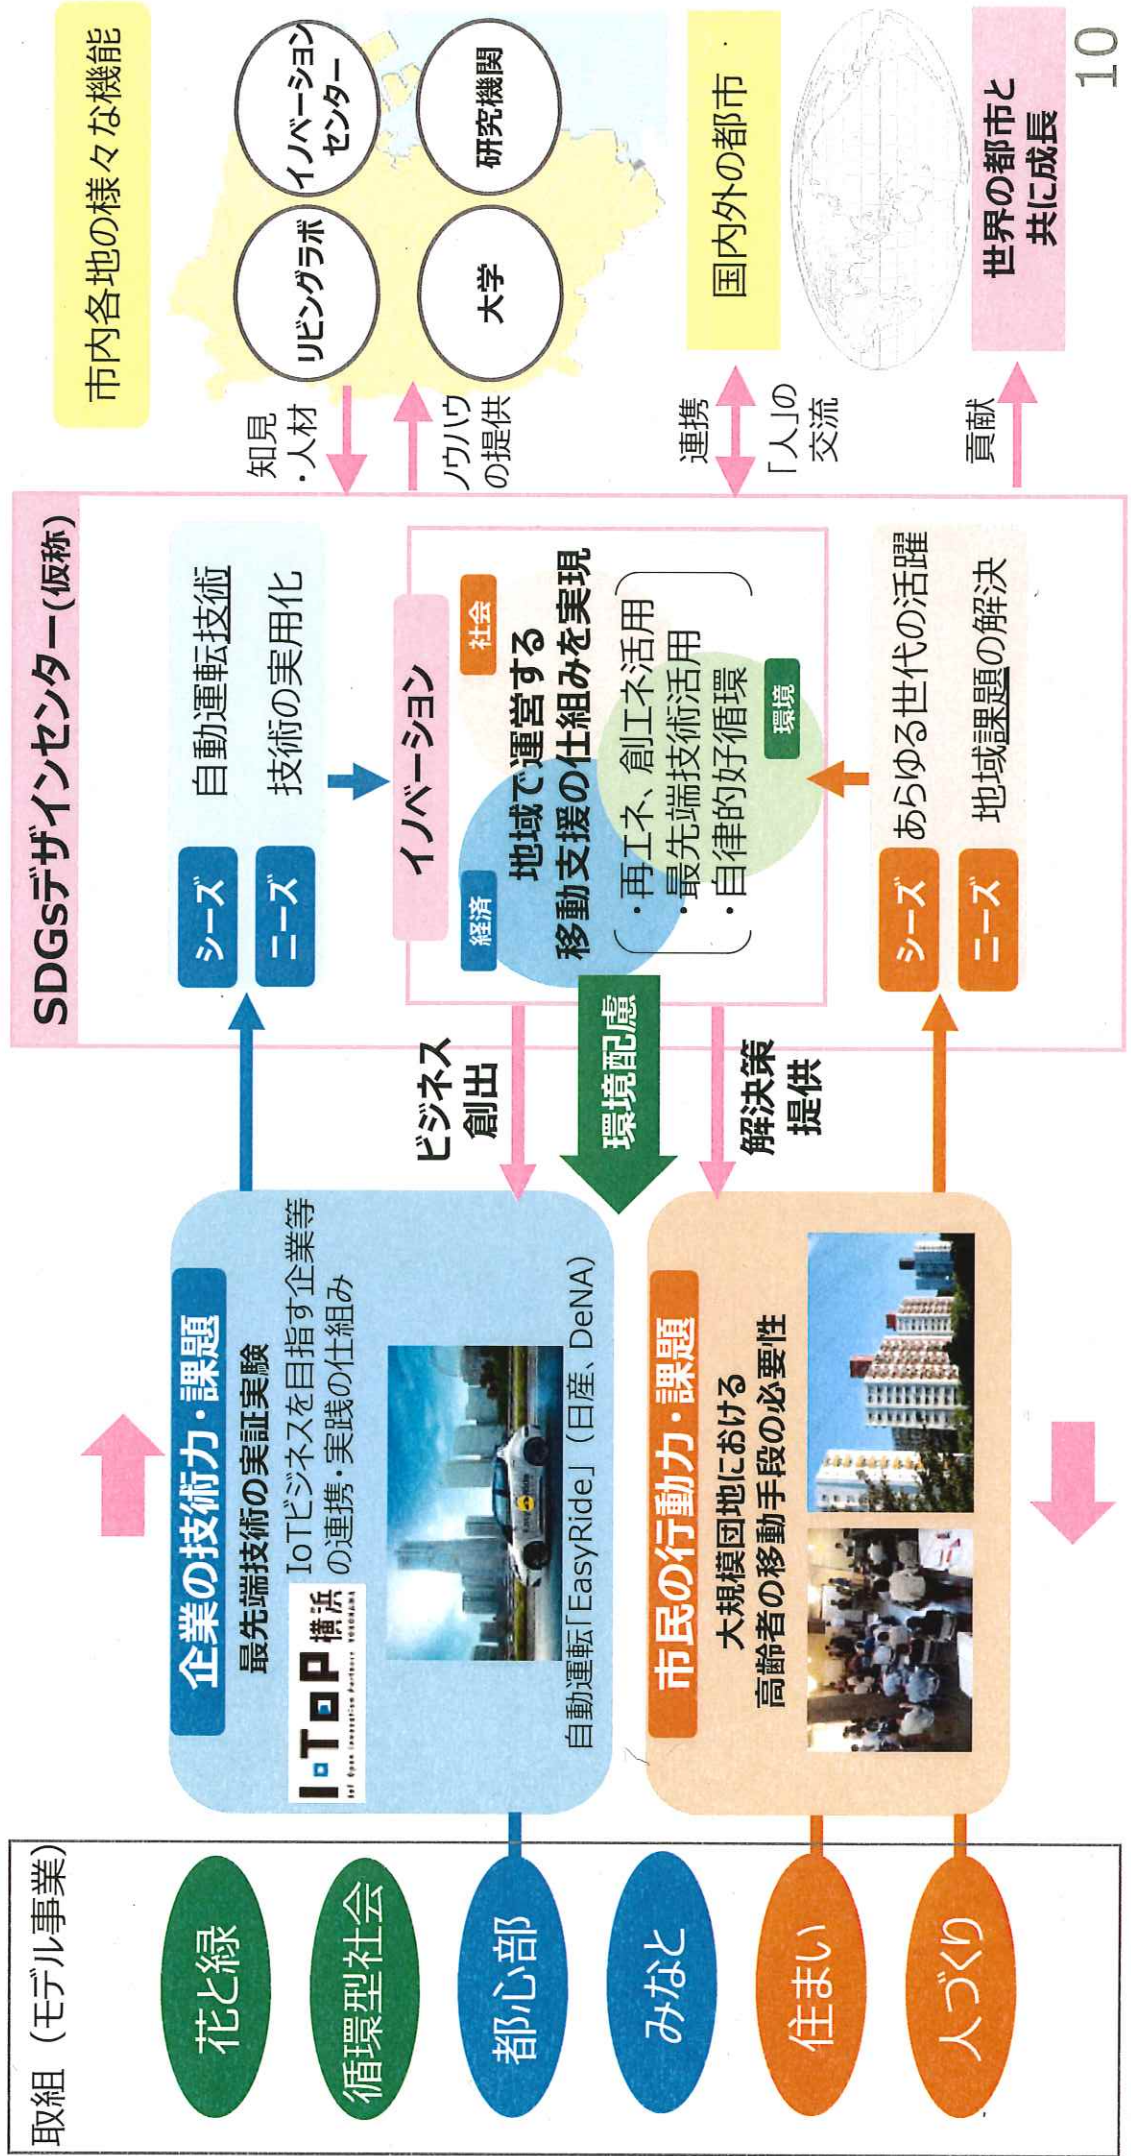 取組（モデル事業）
花と緑
循環型社会
都心部
みなと
住まい
人づくり
企業の技術力・課題
最先端技術の実証実験
I・TOP 横浜
IoT Open Innovation Partners YOKOHAMA
IoTビジネスを目指す企業等
の連携・実践の仕組み
自動運転「EasyRide」（日産、DeNA）
市民の行動力・課題
大規模団地における
高齢者の移動手段の必要性
ビジネス
創出
環境配慮
解決策
提供
SDGsデザインセンター(仮称)
シーズ
自動運転技術
ニーズ
技術の実用化
イノベーション
経済
社会
地域で運営する
移動支援の仕組みを実現
・再エネ、創エネ活用
・最先端技術活用
・自律的好循環
環境
シーズ
あらゆる世代の活躍
ニーズ
地域課題の解決
知見
・人材
ノウハウ
の提供
連携
「人」の
交流
貢献
市内各地の様々な機能
リビングラボ
イノベーション
センター
大学
研究機関
国内外の都市
世界の都市と
共に成長
10